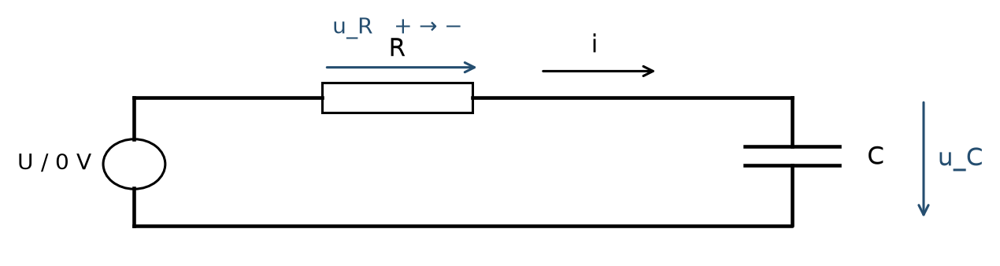 u_R + → −
R
i
U / 0 V
C
u_C